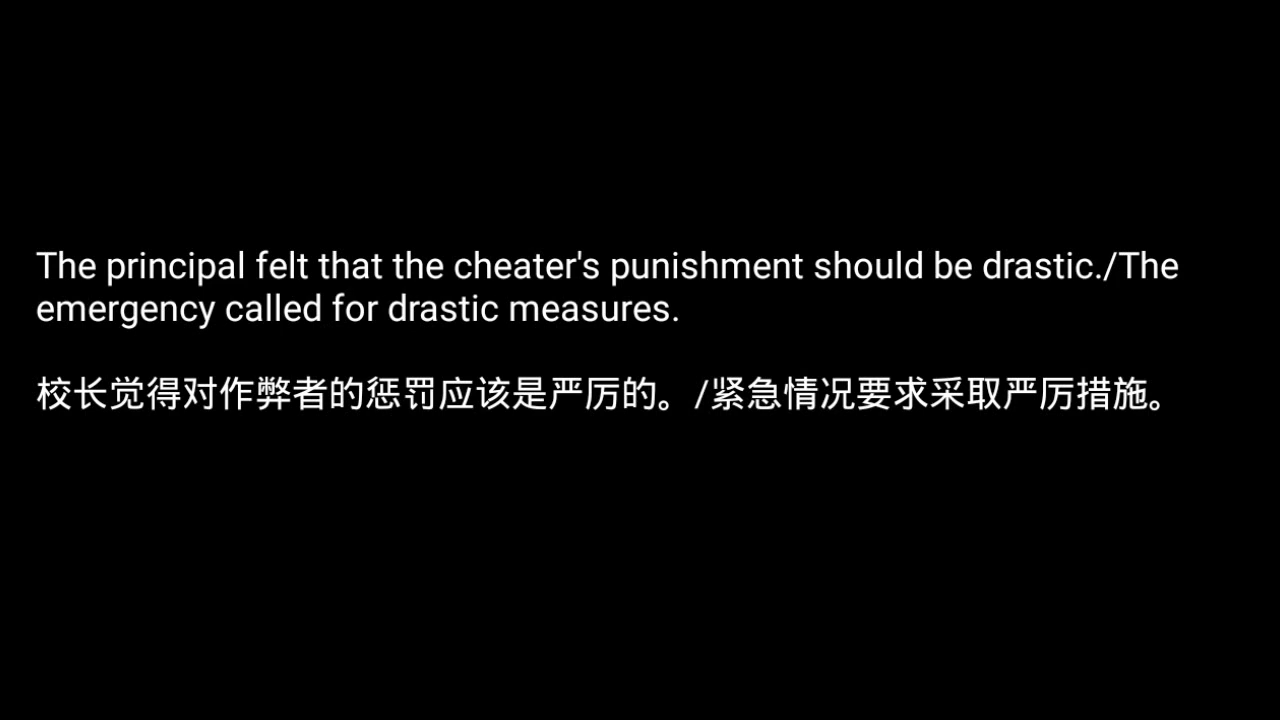 The principal felt that the cheater's punishment should be drastic./The
emergency called for drastic measures.
校长觉得对作弊者的惩罚应该是严厉的。/紧急情况要求采取严厉措施。